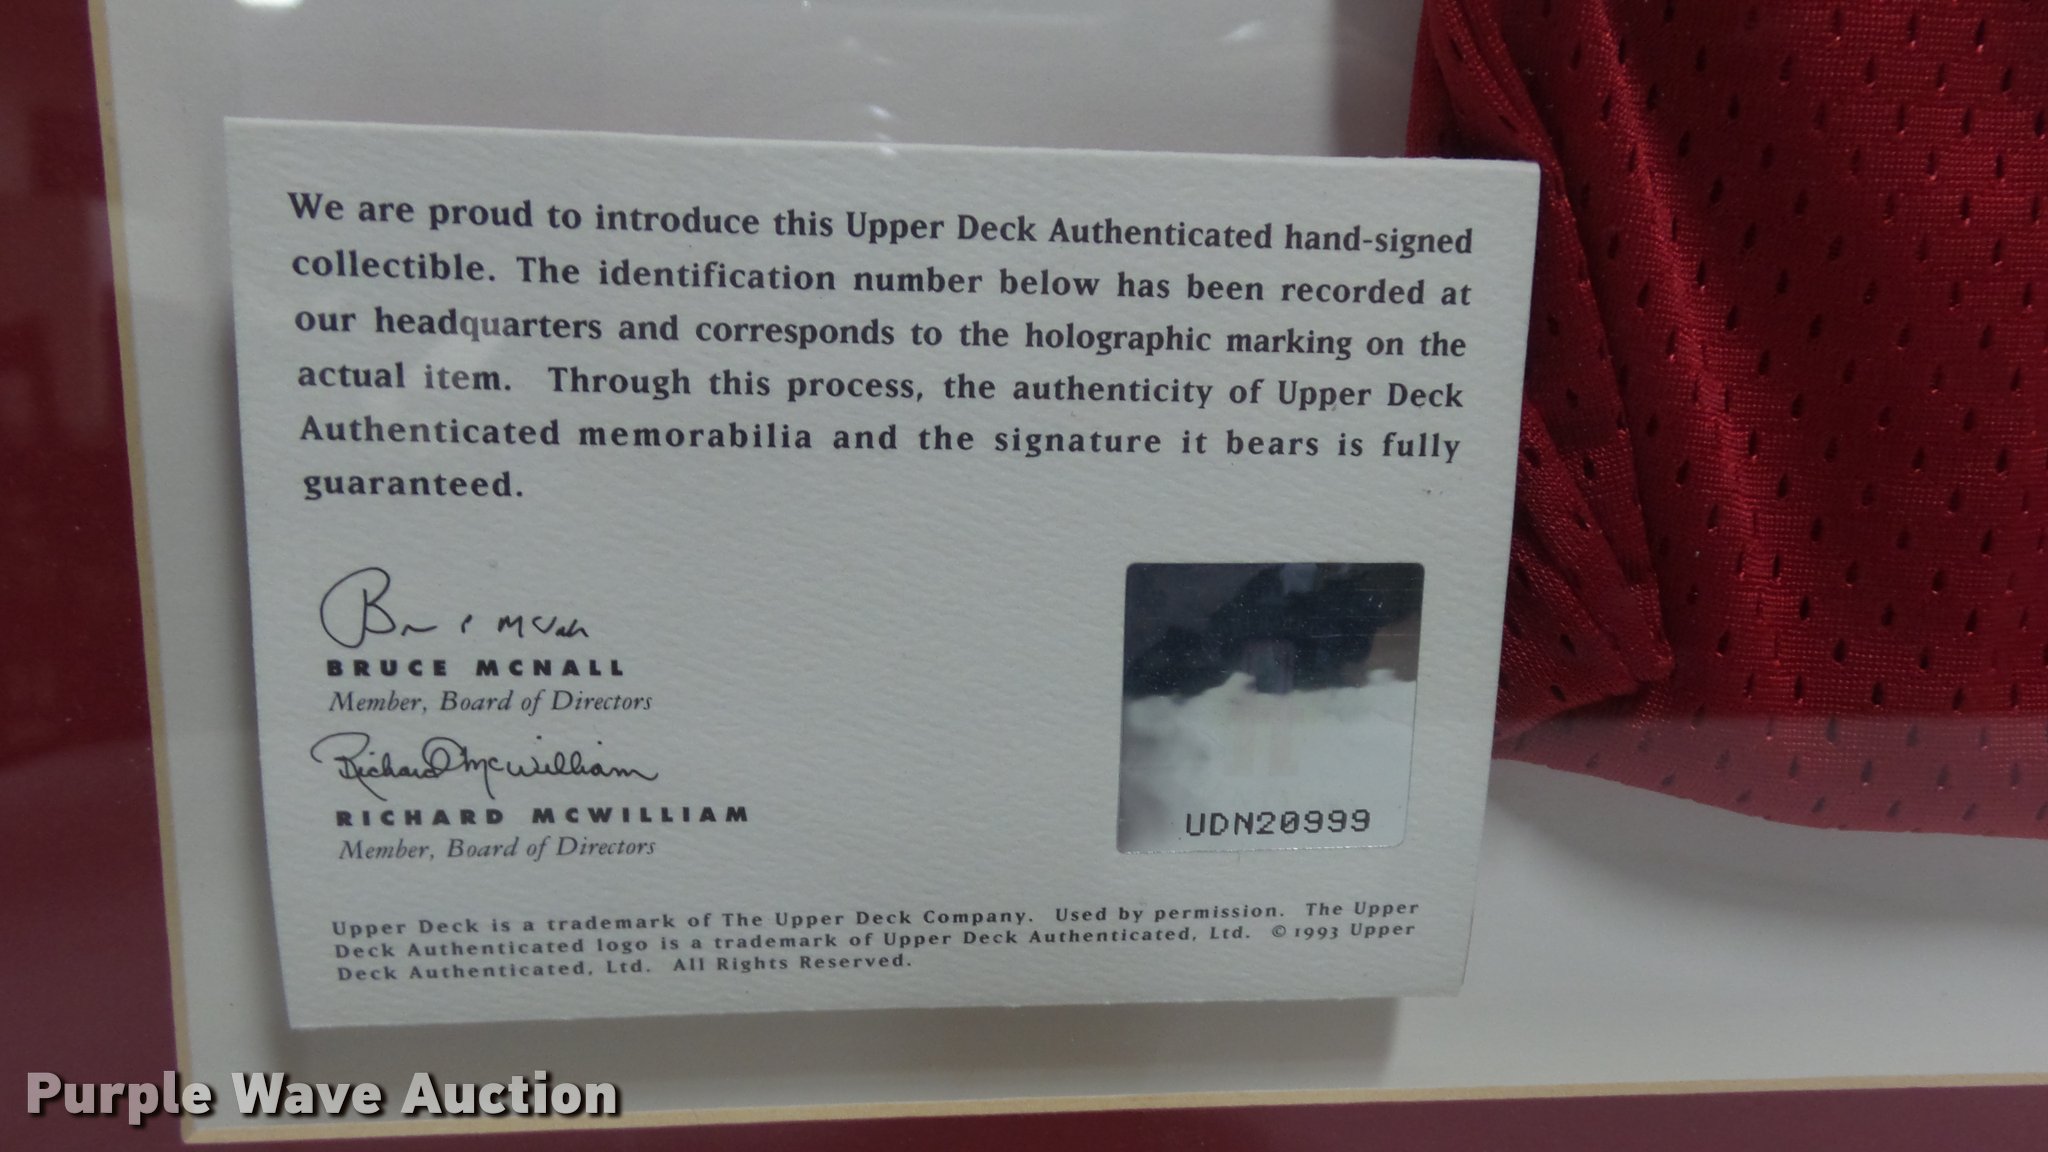 We are proud to introduce this Upper Deck Authenticated hand-signed
collectible. The identification number below has been recorded at
our headquarters and corresponds to the holographic marking on the
actual item. Through this process, the authenticity of Upper Deck
Authenticated memorabilia and the signature it bears is fully
guaranteed.
BRUCE MCNALL
Member, Board of Directors
Richard McWilliam
RICHARD MCWILLIAM
Member, Board of Directors
UDN20999
Upper Deck is a trademark of The Upper Deck Company. Used by permission. The Upper
Deck Authenticated logo is a trademark of Upper Deck Authenticated, Ltd. © 1993 Upper
Deck Authenticated, Ltd. All Rights Reserved.
Purple Wave Auction